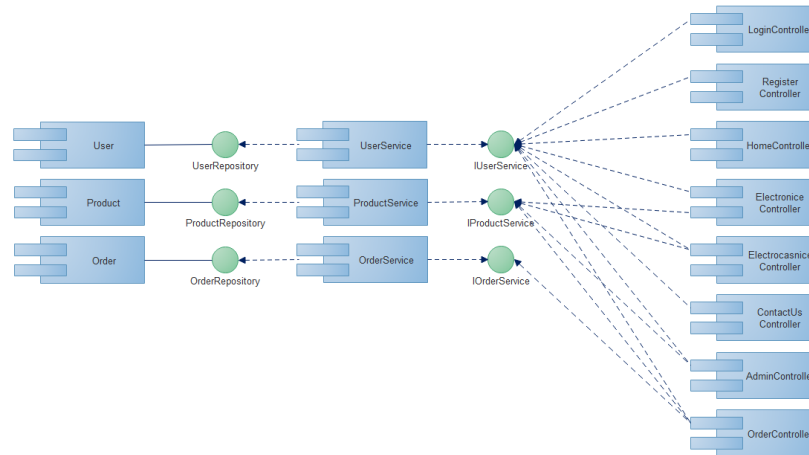 LoginControlle
Register
Controller
User
UserRepository
UserService
IUserService
HomeControlle
Product
ProductRepository
ProductService
IProductService
Electronice
Controller
Order
OrderRepository
OrderService
IOrderService
Electrocasnice
Controller
ContactUs
Controller
AdminControlle
OrderControlle